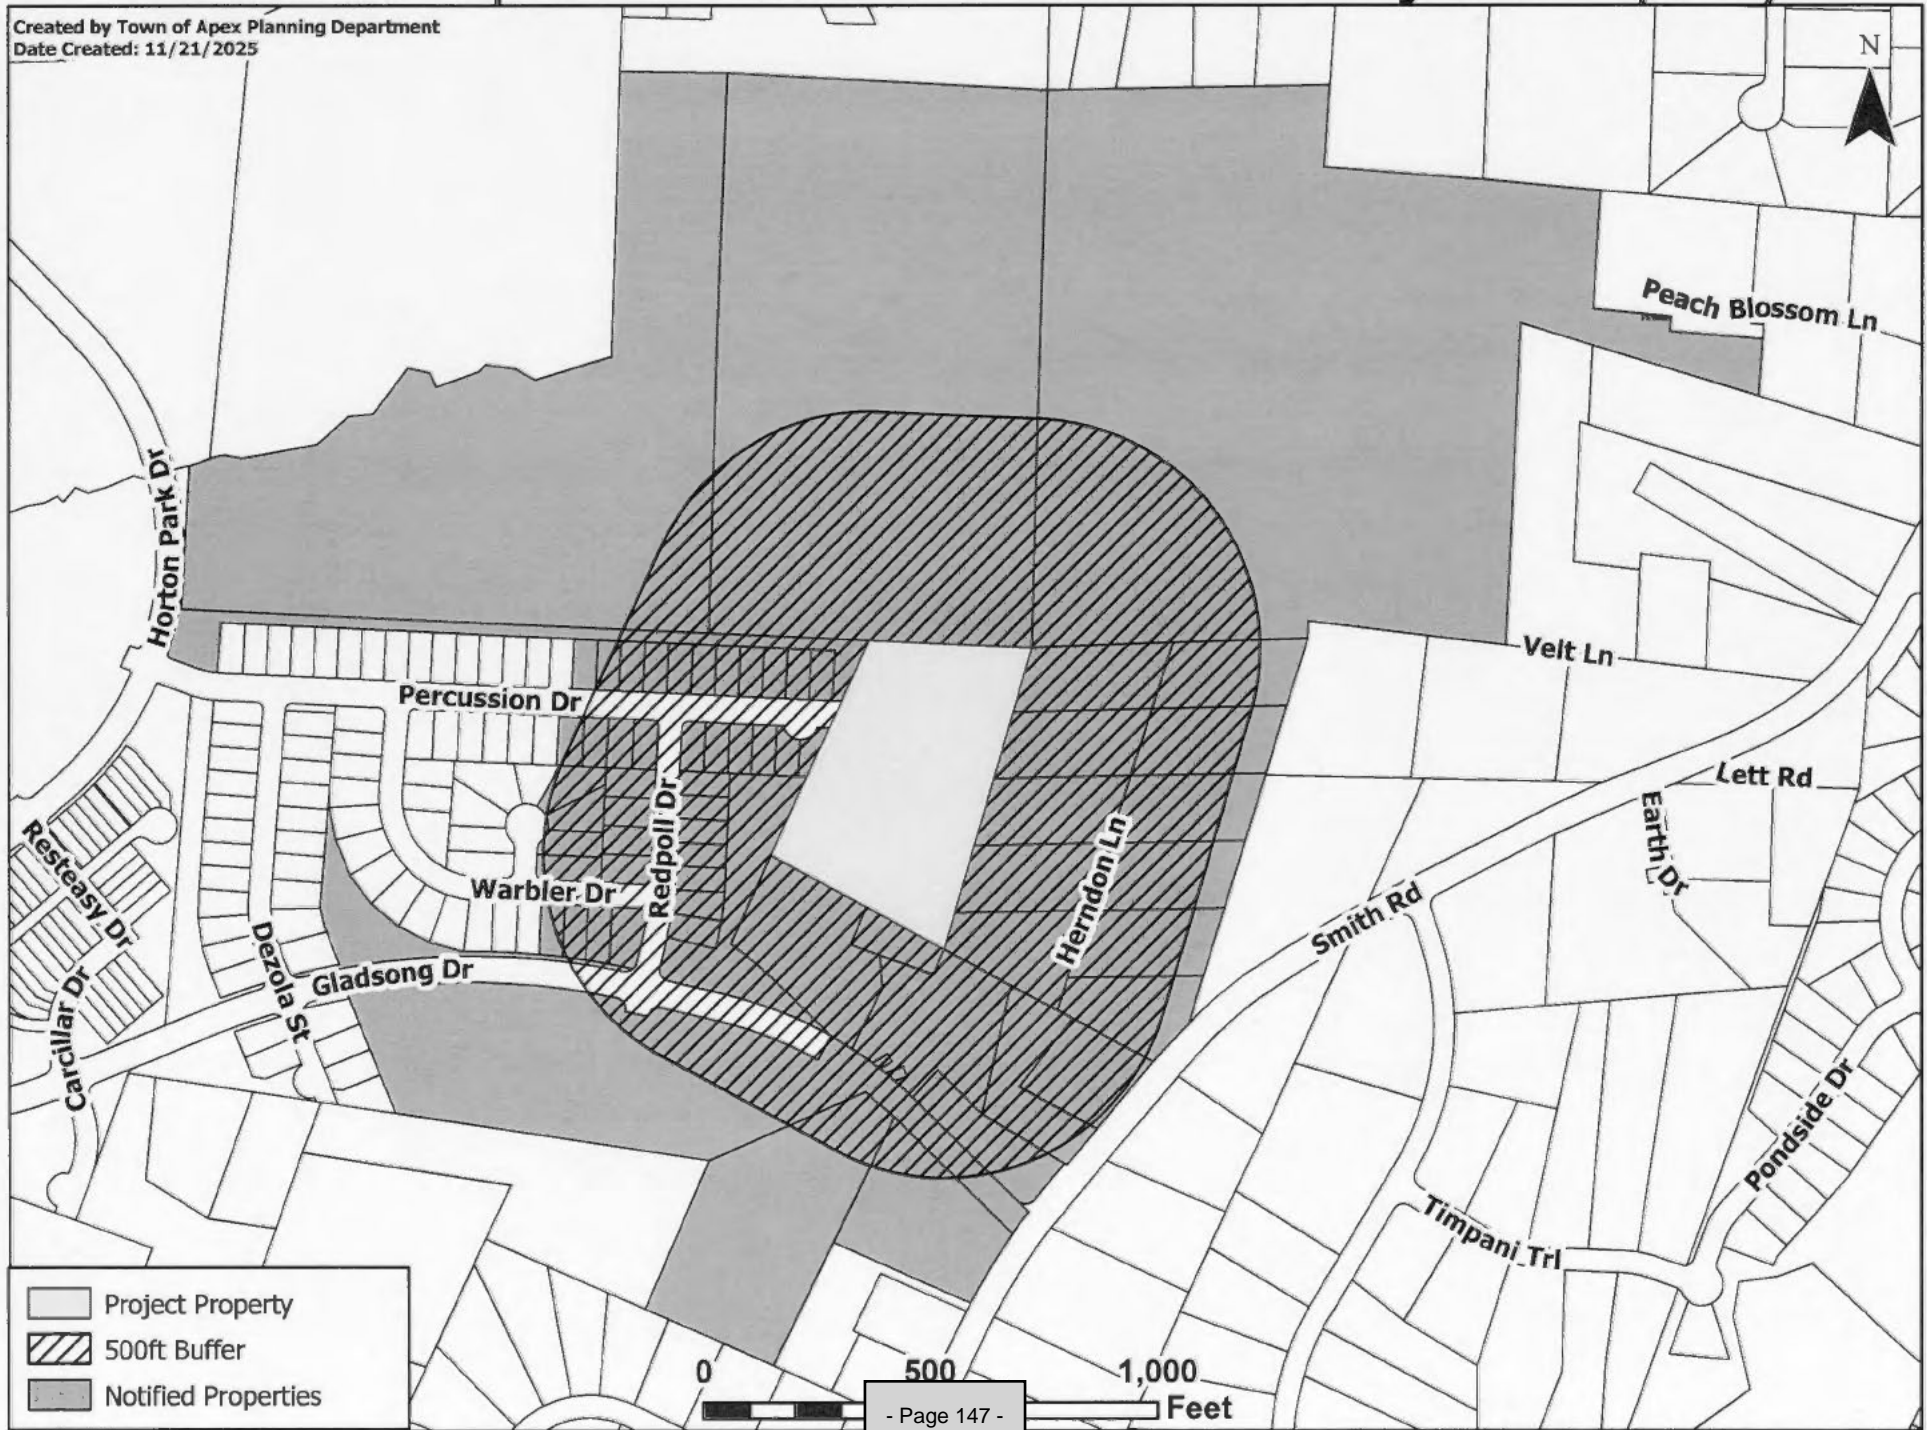 Created by Town of Apex Planning Department
Date Created: 11/21/2025
N
Peach Blossom Ln
Horton Park Dr
Velt Ln
Percussion Dr
Lett Rd
Earth Dr
Redpoll Dr
Resteasy Dr
Warbler Dr
Herndon Ln
Smith Rd
Dezola St
Gladsong Dr
Carcillar Dr
Pondside Dr
Timpani Trl
Project Property
500ft Buffer
Notified Properties
0 500 1,000
Feet
- Page 147 -